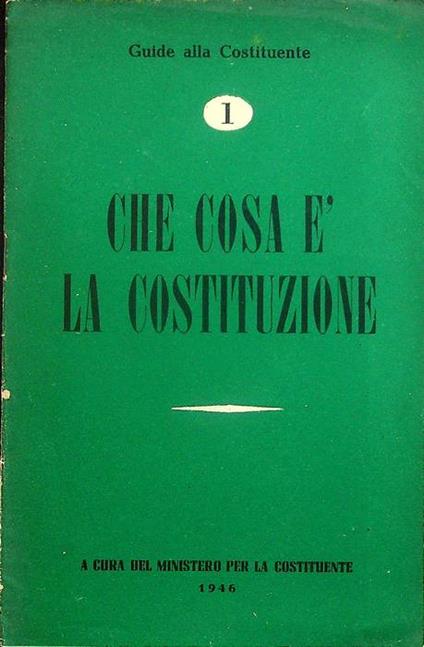 Guide alla Costituente
1
CHE COSA E'
LA COSTITUZIONE
A CURA DEL MINISTERO PER LA COSTITUENTE
1946